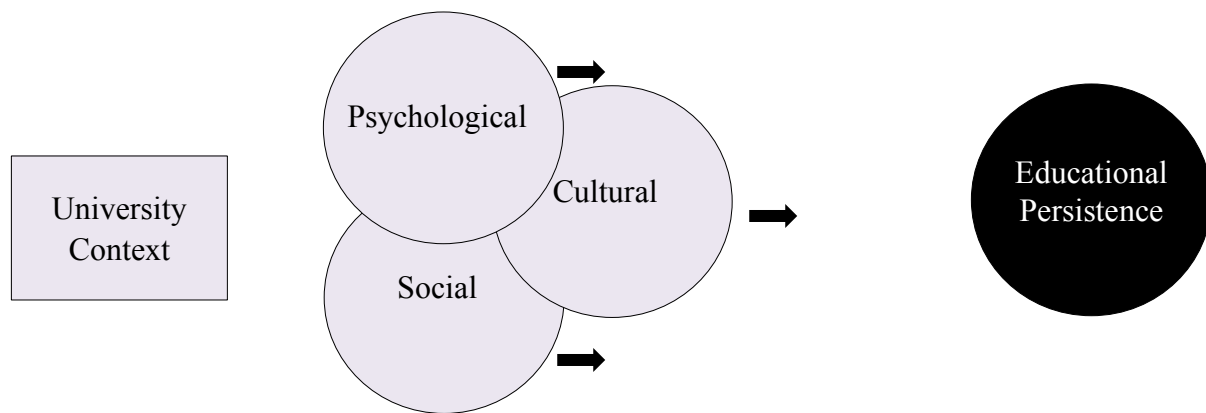 University
Context
Psychological
Cultural
Social
Educational
Persistence